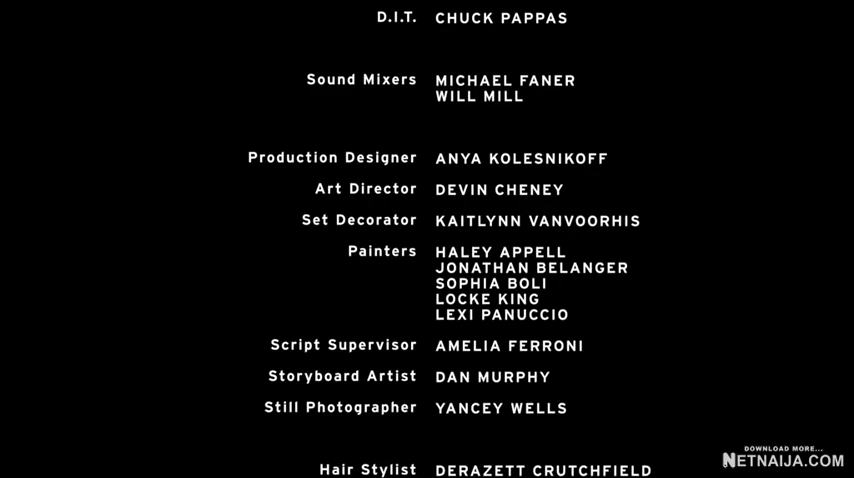 D.I.T. CHUCK PAPPAS
Sound Mixers MICHAEL FANER
WILL MILL
Production Designer ANYA KOLESNIKOFF
Art Director DEVIN CHENEY
Set Decorator KAITLYNN VANVOORHIS
Painters HALEY APPELL
JONATHAN BELANGER
SOPHIA BOLI
LOCKE KING
LEXI PANUCCIO
Script Supervisor AMELIA FERRONI
Storyboard Artist DAN MURPHY
Still Photographer YANCEY WELLS
Hair Stylist DERAZETT CRUTCHFIELD
DOWNLOAD MORE...
NETNAIJA.COM